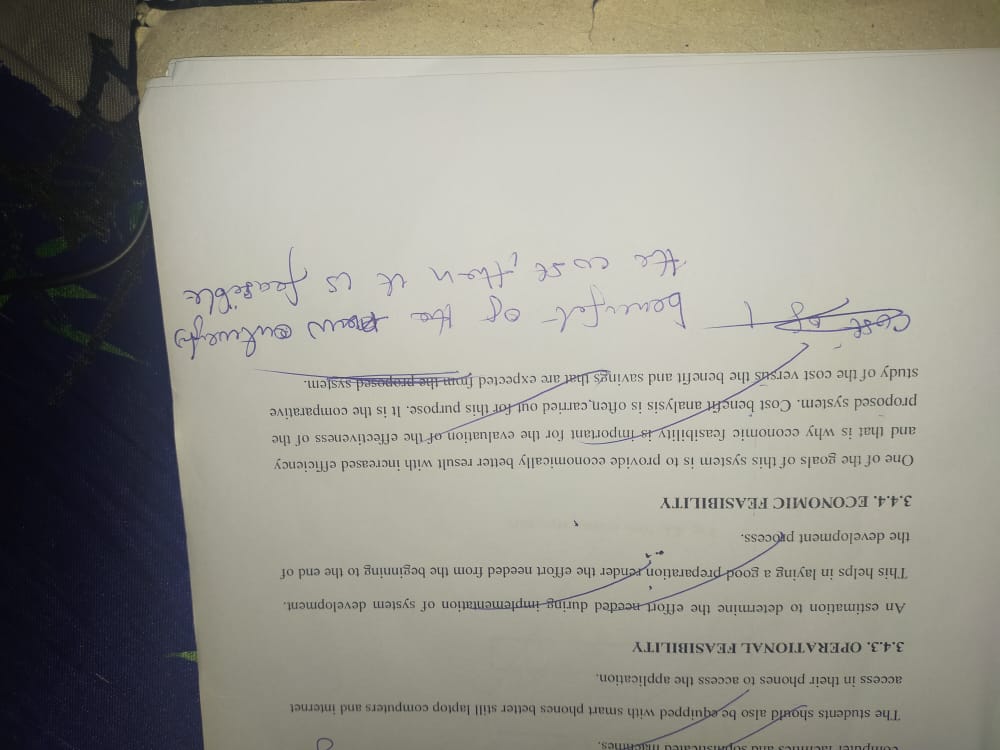 computer facilities and sophisticated machines.
The students should also be equipped with smart phones better still laptop computers and internet
access in their phones to access the application.
3.4.3. OPERATIONAL FEASIBILITY
An estimation to determine the effort needed during implementation of system development.
This helps in laying a good preparation render the effort needed from the beginning to the end of
the development process.
3.4.4. ECONOMIC FEASIBILITY
One of the goals of this system is to provide economically better result with increased efficiency
and that is why economic feasibility is important for the evaluation of the effectiveness of the
proposed system. Cost benefit analysis is often,carried out for this purpose. It is the comparative
study of the cost versus the benefit and savings that are expected from the proposed system.
benefit of the outweighs
the cost, then it is feasible